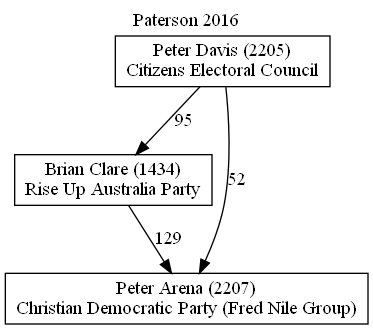 Paterson 2016
Peter Davis (2205)
Citizens Electoral Council
95
Brian Clare (1434)
Rise Up Australia Party
52
129
Peter Arena (2207)
Christian Democratic Party (Fred Nile Group)